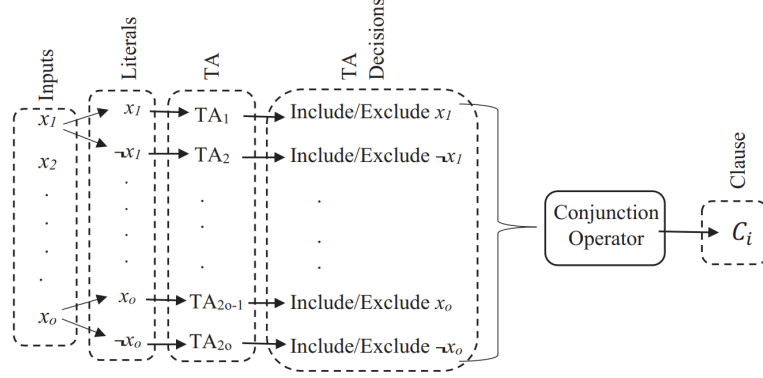 Inputs
Literals
TA
TA
Decisions
Clause
x₁ x₁ TA₁ Include/Exclude x₁
¬x₁ TA₂ Include/Exclude ¬x₁
x₂
. . . .
. . . .
. . . .
.
Conjunction
Operator
Cᵢ
xₒ TA₂ₒ₋₁ Include/Exclude xₒ
xₒ
¬xₒ TA₂ₒ Include/Exclude ¬xₒ